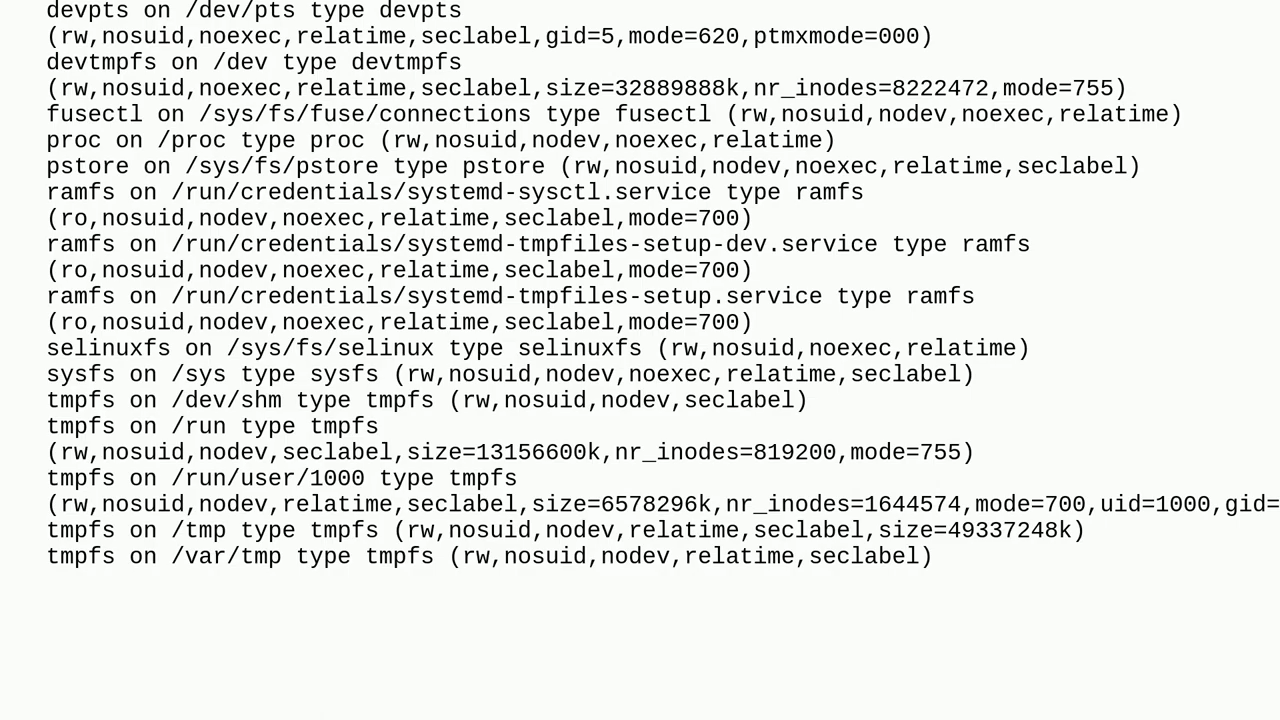 devpts on /dev/pts type devpts
(rw,nosuid,noexec,relatime,seclabel,gid=5,mode=620,ptmxmode=000)
devtmpfs on /dev type devtmpfs
(rw,nosuid,noexec,relatime,seclabel,size=32889888k,nr_inodes=8222472,mode=755)
fusectl on /sys/fs/fuse/connections type fusectl (rw,nosuid,nodev,noexec,relatime)
proc on /proc type proc (rw,nosuid,nodev,noexec,relatime)
pstore on /sys/fs/pstore type pstore (rw,nosuid,nodev,noexec,relatime,seclabel)
ramfs on /run/credentials/systemd-sysctl.service type ramfs
(ro,nosuid,nodev,noexec,relatime,seclabel,mode=700)
ramfs on /run/credentials/systemd-tmpfiles-setup-dev.service type ramfs
(ro,nosuid,nodev,noexec,relatime,seclabel,mode=700)
ramfs on /run/credentials/systemd-tmpfiles-setup.service type ramfs
(ro,nosuid,nodev,noexec,relatime,seclabel,mode=700)
selinuxfs on /sys/fs/selinux type selinuxfs (rw,nosuid,noexec,relatime)
sysfs on /sys type sysfs (rw,nosuid,nodev,noexec,relatime,seclabel)
tmpfs on /dev/shm type tmpfs (rw,nosuid,nodev,seclabel)
tmpfs on /run type tmpfs
(rw,nosuid,nodev,seclabel,size=13156600k,nr_inodes=819200,mode=755)
tmpfs on /run/user/1000 type tmpfs
(rw,nosuid,nodev,relatime,seclabel,size=6578296k,nr_inodes=1644574,mode=700,uid=1000,gid=
tmpfs on /tmp type tmpfs (rw,nosuid,nodev,relatime,seclabel,size=49337248k)
tmpfs on /var/tmp type tmpfs (rw,nosuid,nodev,relatime,seclabel)